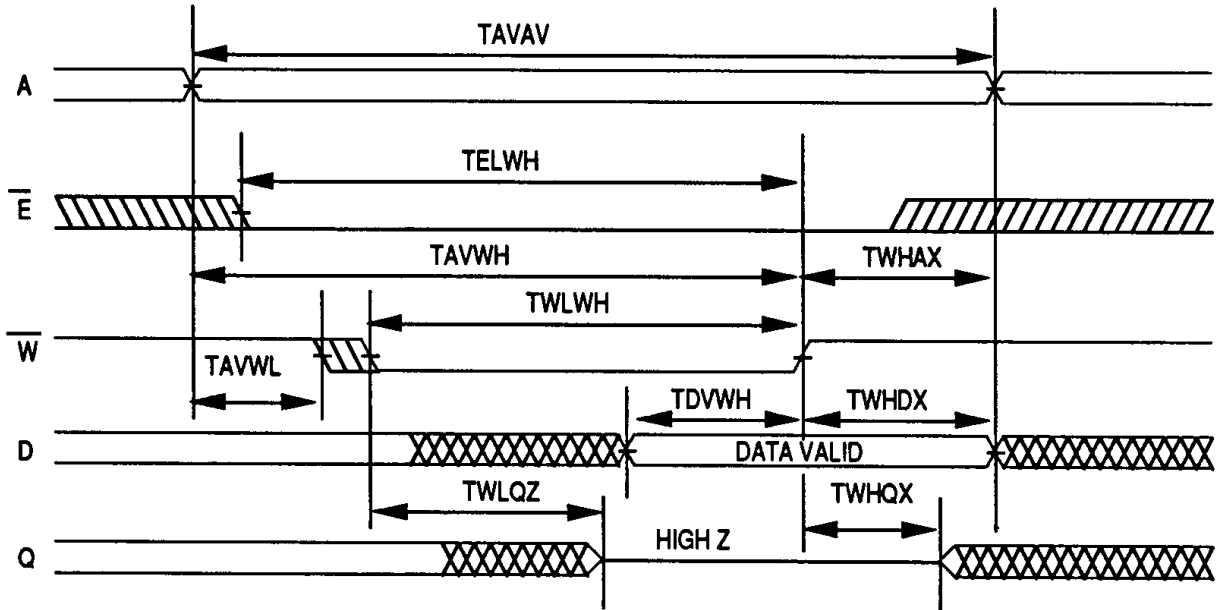 TAVAV
A
TELWH
E̅
TAVWH
TWHAX
TWLWH
W̅
TAVWL
TDVWH
TWHDX
D
DATA VALID
TWLQZ
TWHQX
HIGH Z
Q